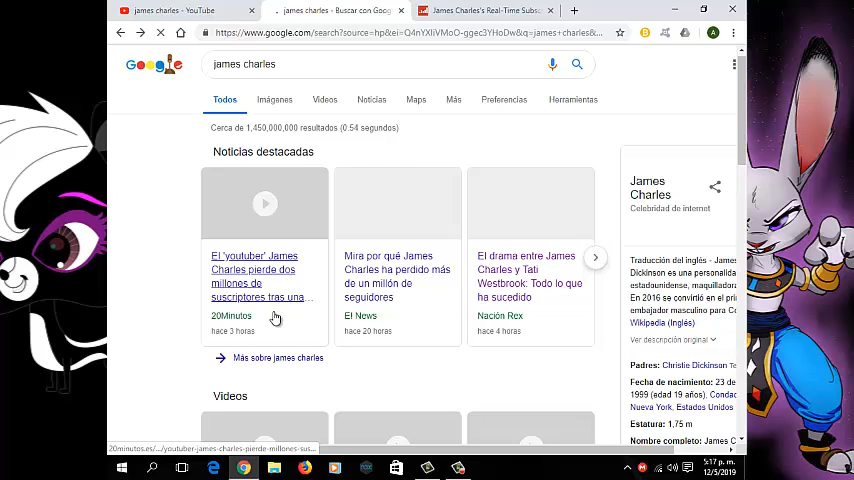 james charles - YouTube
james charles - Buscar con Goog
James Charles's Real-Time Subsc
https://www.google.com/search?source=hp&ei=Q4nYXIiVMoO-ggec3YHoDw&q=james+charles&...
A
Google
james charles
Todos
Imágenes
Videos
Noticias
Maps
Más
Preferencias
Herramientas
Cerca de 1,450,000,000 resultados (0.54 segundos)
Noticias destacadas
El 'youtuber' James
Charles pierde dos
millones de
suscriptores tras una...
20Minutos
hace 3 horas
Mira por qué James
Charles ha perdido más
de un millón de
seguidores
E! News
hace 20 horas
El drama entre James
Charles y Tati
Westbrook: Todo lo que
ha sucedido
Nación Rex
hace 4 horas
Más sobre james charles
Videos
James
Charles
Celebridad de internet
Traducción del inglés - James
Dickinson es una personalida
estadounidense, maquillador
En 2016 se convirtió en el prim
embajador masculino para Co
Wikipedia (Inglés)
Ver descripción original
Padres: Christie Dickinson Te
Fecha de nacimiento: 23 de
1999 (edad 19 años), Condad
Nueva York, Estados Unidos
Estatura: 1,75 m
Nombre completo: James C
20minutos.es/.../youtuber-james-charles-pierde-millones-sus...
5:17 p. m.
12/5/2019